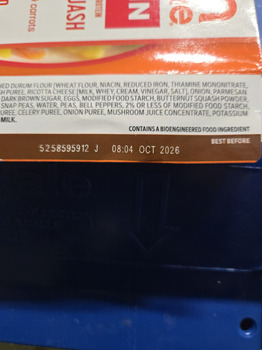 UASH
carrots
N
e
ED DURUM FLOUR [WHEAT FLOUR, NIACIN, REDUCED IRON, THIAMINE MONONITRATE,
SH PUREE, RICOTTA CHEESE [MILK, WHEY, CREAM, VINEGAR, SALT], ONION, PARMESAN
DARK BROWN SUGAR, EGGS, MODIFIED FOOD STARCH, BUTTERNUT SQUASH POWDER,
SNAP PEAS, WATER, PEAS, BELL PEPPERS, 2% OR LESS OF MODIFIED FOOD STARCH,
UREE, CELERY PUREE, ONION PUREE, MUSHROOM JUICE CONCENTRATE, POTASSIUM
MILK.
CONTAINS A BIOENGINEERED FOOD INGREDIENT
BEST BEFORE
5258595912 J 08:04 OCT 2026